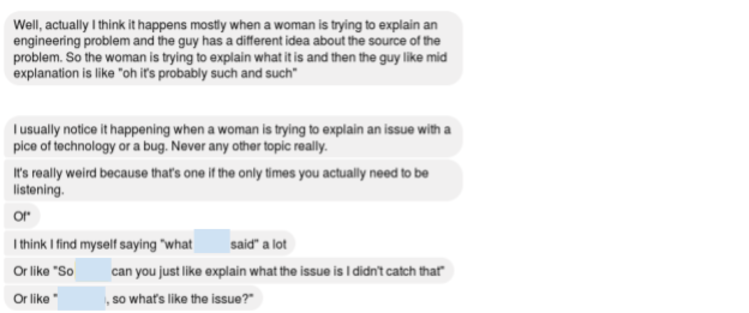 Well, actually I think it happens mostly when a woman is trying to explain an
engineering problem and the guy has a different idea about the source of the
problem. So the woman is trying to explain what it is and then the guy like mid
explanation is like "oh it's probably such and such"
I usually notice it happening when a woman is trying to explain an issue with a
pice of technology or a bug. Never any other topic really.
It's really weird because that's one if the only times you actually need to be
listening.
Of*
I think I find myself saying "what said" a lot
Or like "So can you just like explain what the issue is I didn't catch that"
Or like " , so what's like the issue?"